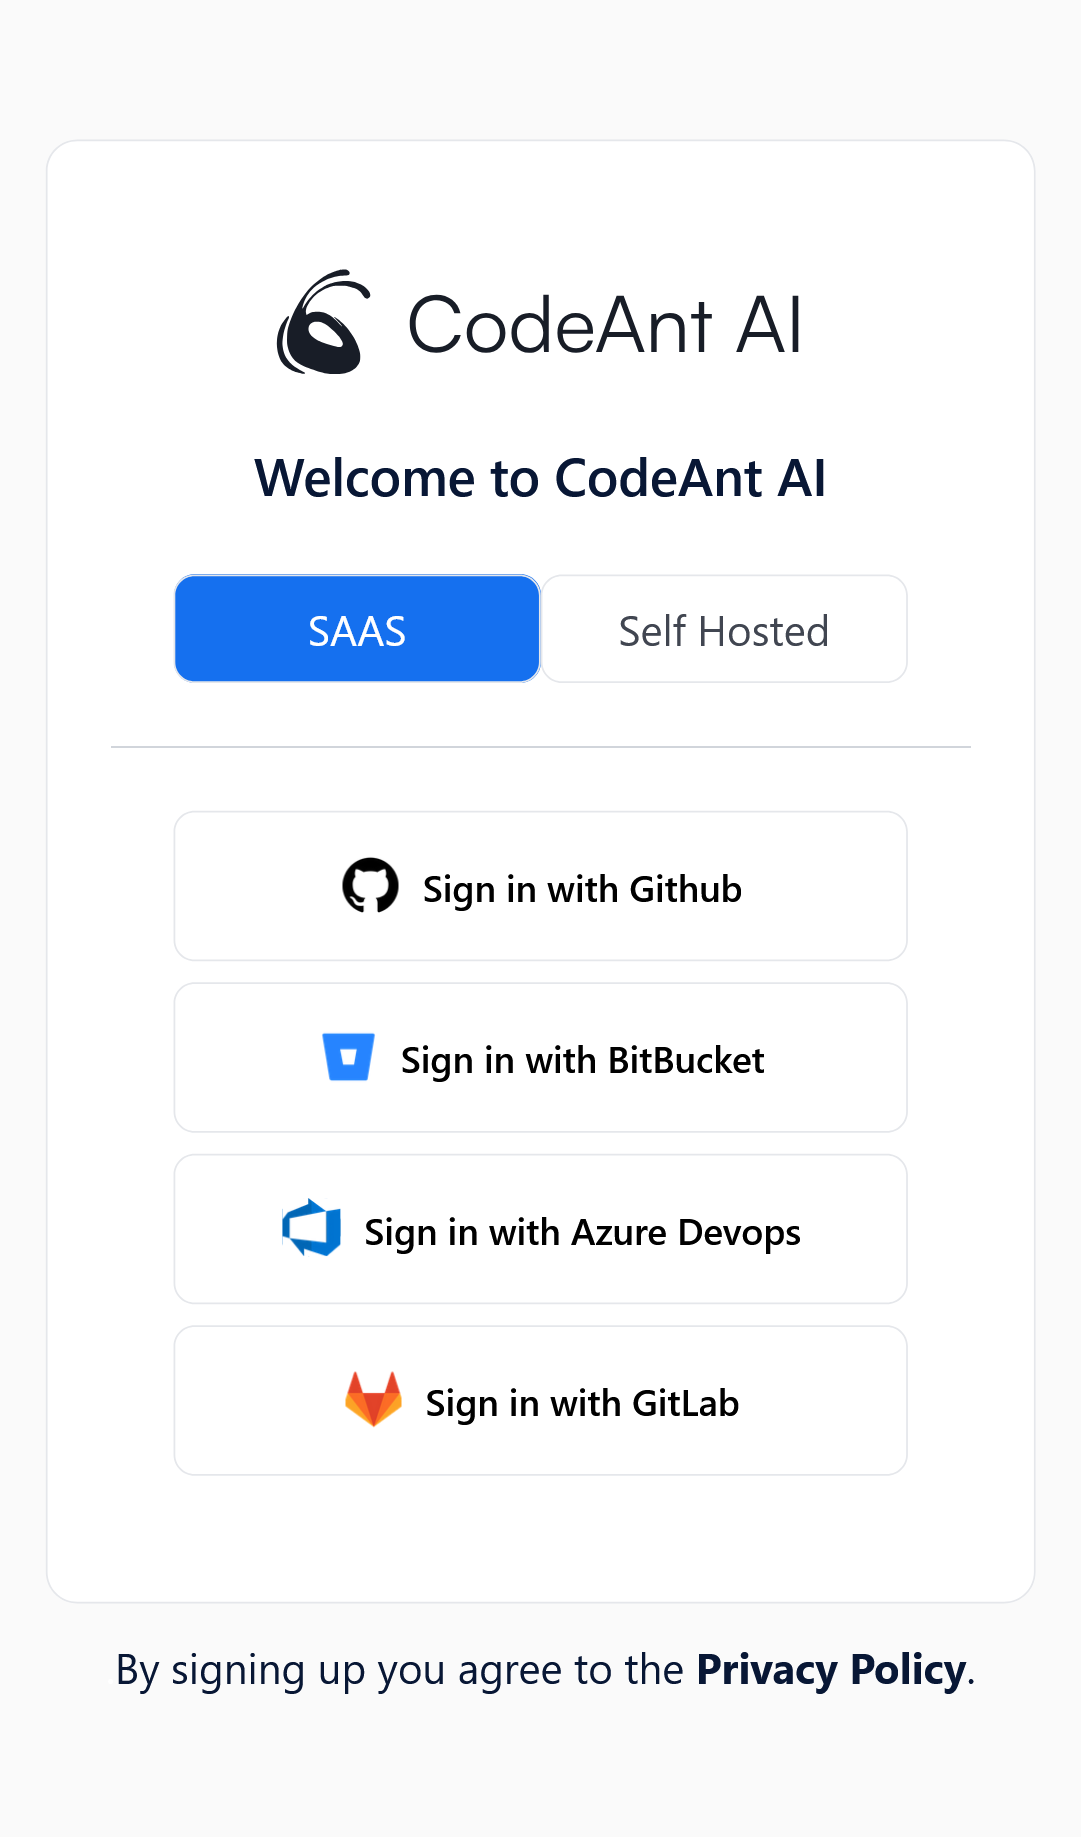 CodeAnt AI
Welcome to CodeAnt AI
SAAS
Self Hosted
Sign in with Github
Sign in with BitBucket
Sign in with Azure Devops
Sign in with GitLab
By signing up you agree to the Privacy Policy.